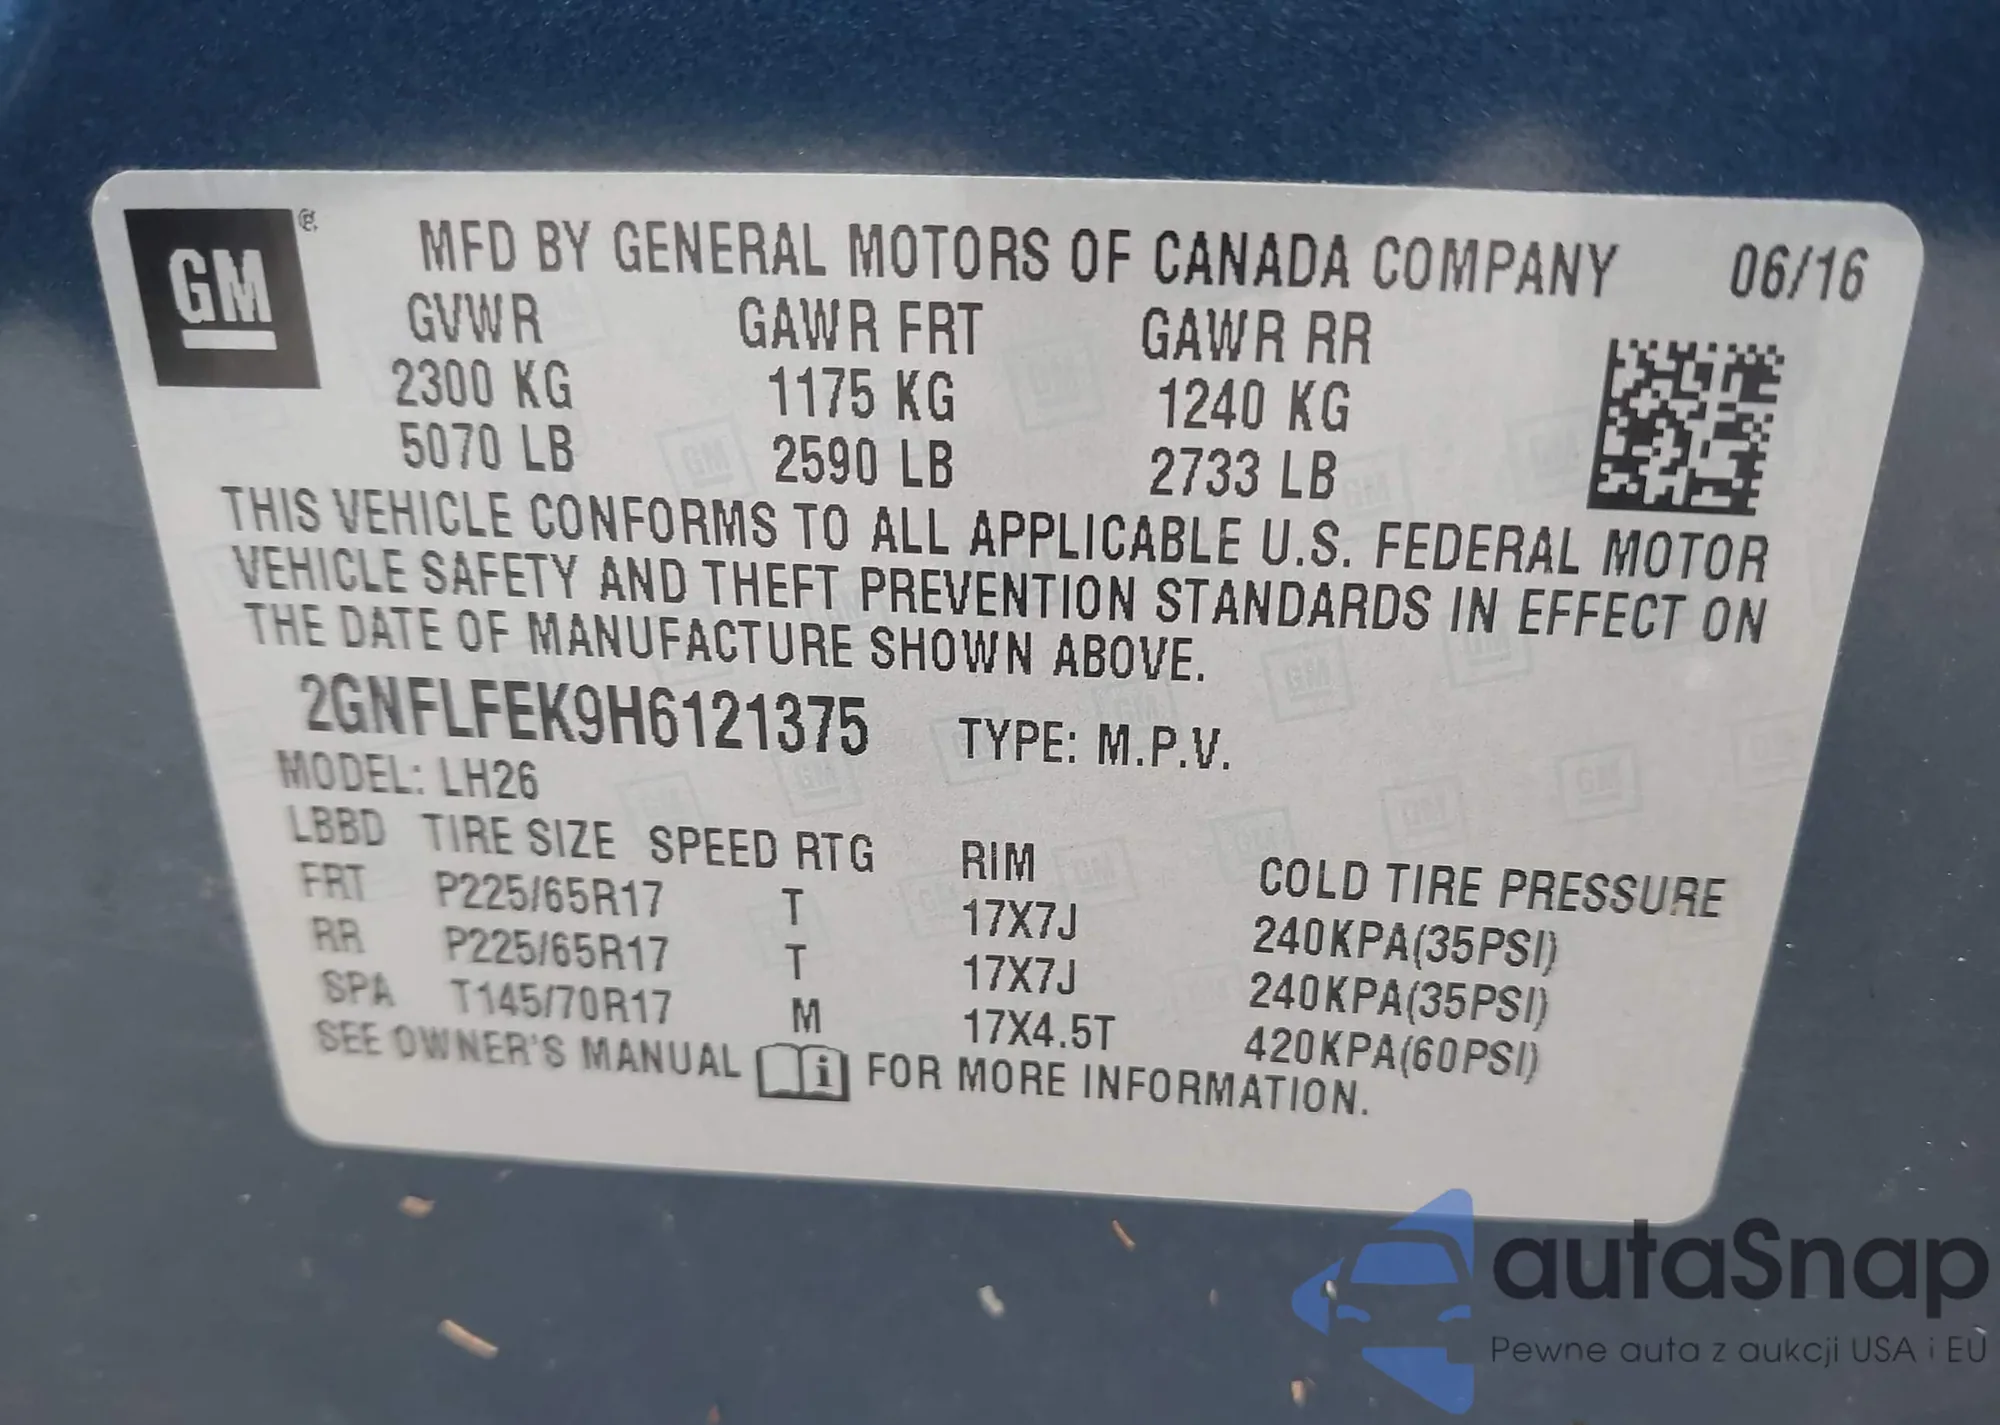 GM ®
MFD BY GENERAL MOTORS OF CANADA COMPANY 06/16
GVWR GAWR FRT GAWR RR
2300 KG 1175 KG 1240 KG
5070 LB 2590 LB 2733 LB
THIS VEHICLE CONFORMS TO ALL APPLICABLE U.S. FEDERAL MOTOR
VEHICLE SAFETY AND THEFT PREVENTION STANDARDS IN EFFECT ON
THE DATE OF MANUFACTURE SHOWN ABOVE.
2GNFLFEK9H6121375 TYPE: M.P.V.
MODEL: LH26
LBBD TIRE SIZE SPEED RTG RIM COLD TIRE PRESSURE
FRT P225/65R17 T 17X7J 240KPA(35PSI)
RR P225/65R17 T 17X7J 240KPA(35PSI)
SPA T145/70R17 M 17X4.5T 420KPA(60PSI)
SEE OWNER'S MANUAL i FOR MORE INFORMATION.
autaSnap
Pewne auta z aukcji USA i EU